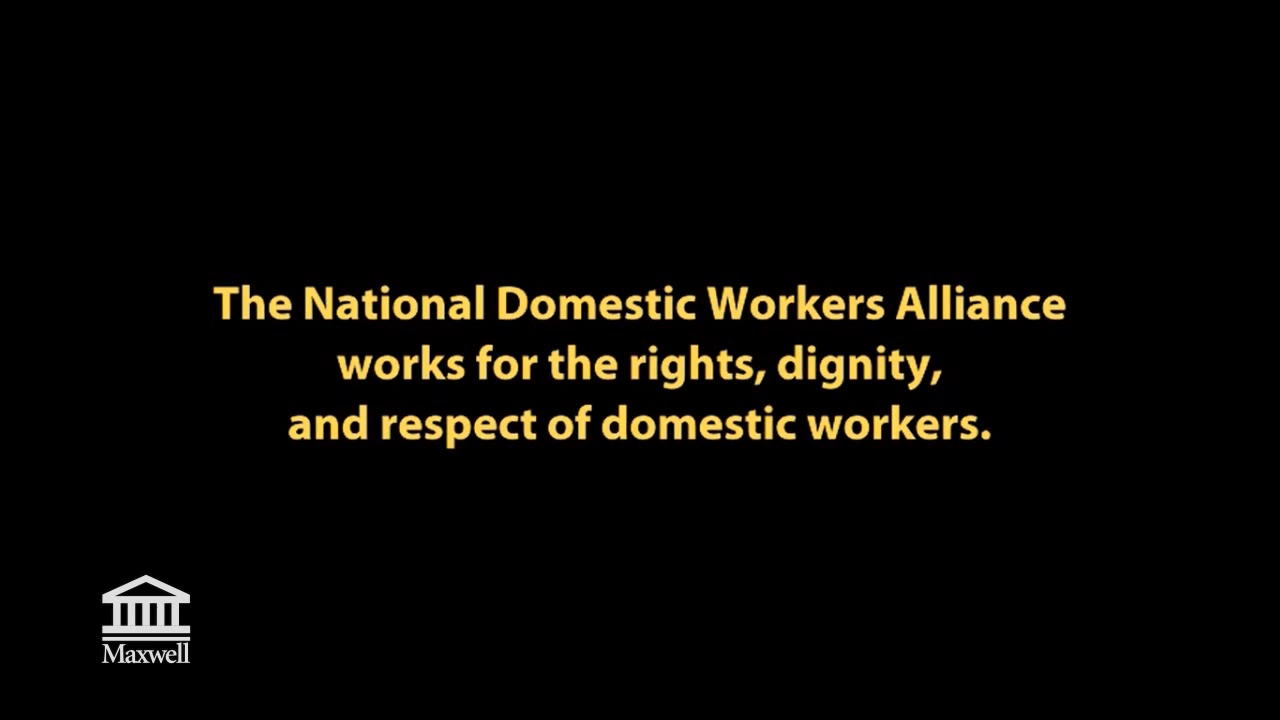 The National Domestic Workers Alliance
works for the rights, dignity,
and respect of domestic workers.
Maxwell